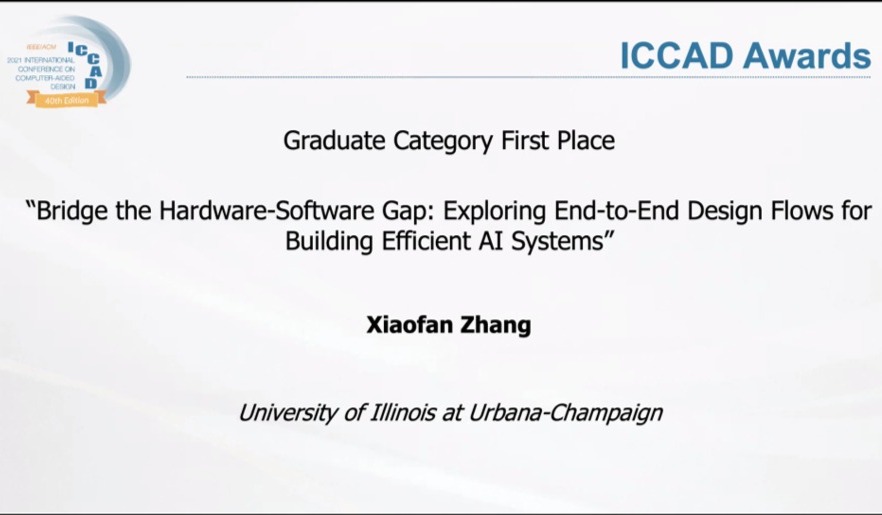 IEEE/ACM
2021 INTERNATIONAL
CONFERENCE ON
COMPUTER-AIDED
DESIGN
ICCAD
40th Edition
ICCAD Awards
Graduate Category First Place
“Bridge the Hardware-Software Gap: Exploring End-to-End Design Flows for
Building Efficient AI Systems”
Xiaofan Zhang
University of Illinois at Urbana-Champaign